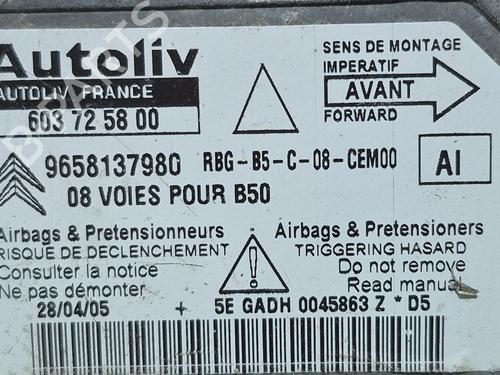 Autoliv
AUTOLIV FRANCE
603 72 58 00
SENS DE MONTAGE
IMPERATIF
AVANT
FORWARD
9658137980 RBG-B5-C-08-CEM00 AI
08 VOIES POUR B50
Airbags & Pretensionneurs
RISQUE DE DECLENCHEMENT
Consulter la notice
Ne pas démonter
Airbags & Pretensioners
TRIGGERING HASARD
Do not remove
Read manual
28/04/05 + 5E GADH 0045863 Z * D5